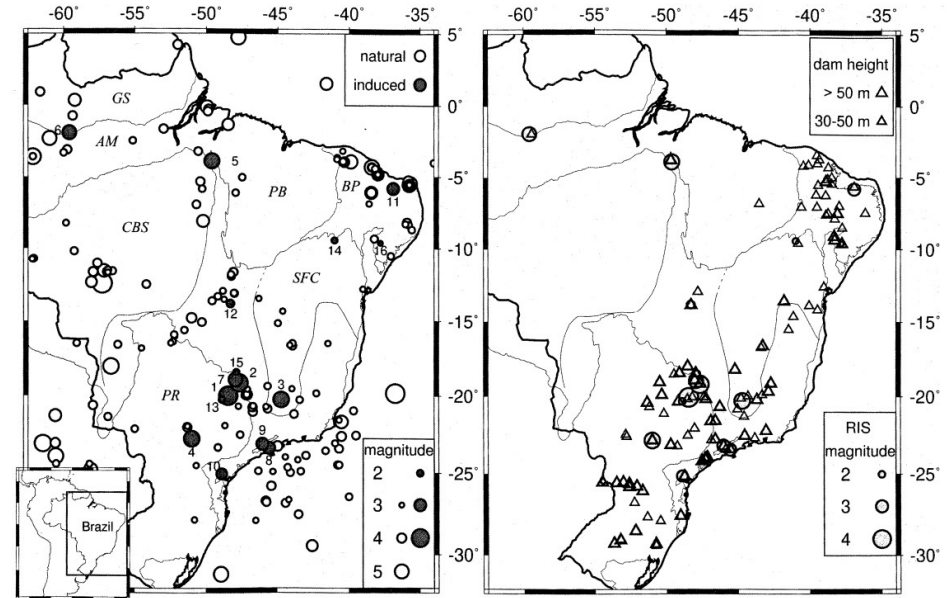 -60° -55° -50° -45° -40° -35°
5°
0°
-5°
-10°
-15°
-20°
-25°
-30°
natural
induced
GS
6
AM
5
PB
BP
11
CBS
14
16
SFC
12
15
7 2
1
3
13
PR
4
9
8
10
magnitude
2
3
4
5
Brazil
-60° -55° -50° -45° -40° -35°
5°
0°
-5°
-10°
-15°
-20°
-25°
-30°
dam height
> 50 m
30-50 m
RIS
magnitude
2
3
4